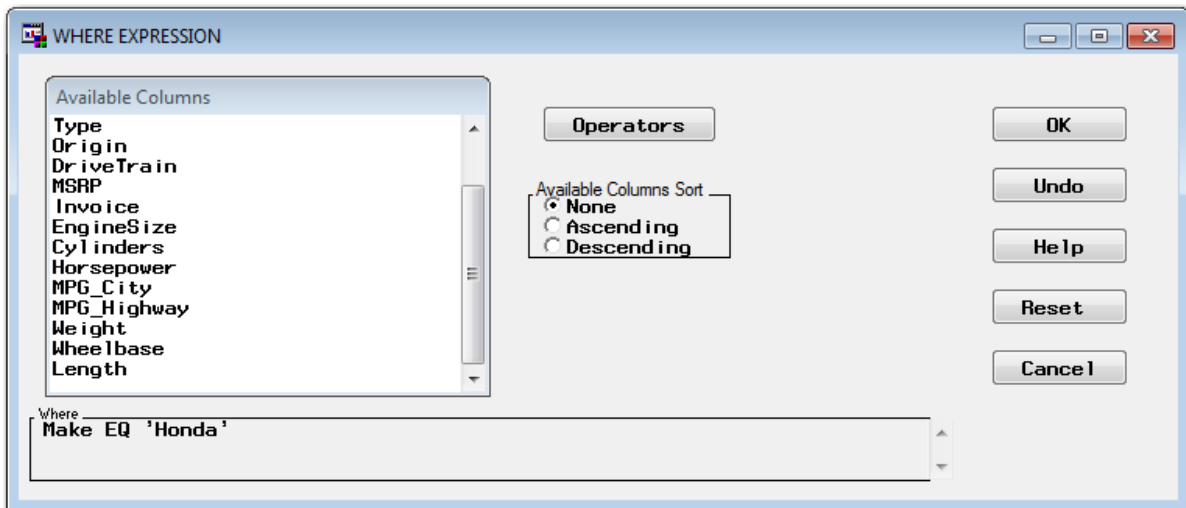 WHERE EXPRESSION
Available Columns
Type
Origin
DriveTrain
MSRP
Invoice
EngineSize
Cylinders
Horsepower
MPG_City
MPG_Highway
Weight
Wheelbase
Length
Operators
Available Columns Sort
None
Ascending
Descending
OK
Undo
Help
Reset
Cancel
Where
Make EQ 'Honda'